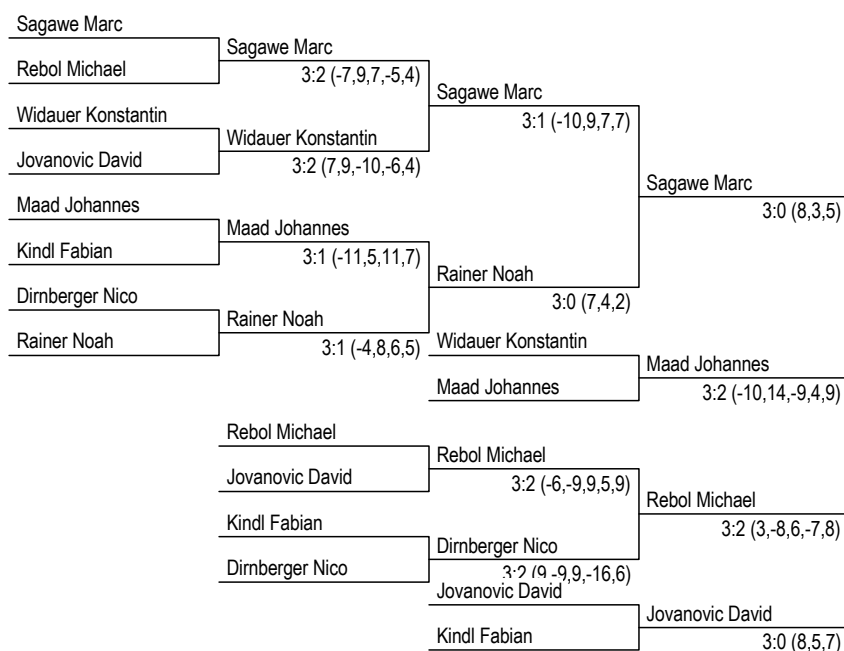 Sagawe Marc
Rebol Michael
Sagawe Marc
3:2 (-7,9,7,-5,4)
Widauer Konstantin
Jovanovic David
Widauer Konstantin
3:2 (7,9,-10,-6,4)
Sagawe Marc
3:1 (-10,9,7,7)
Maad Johannes
Kindl Fabian
Maad Johannes
3:1 (-11,5,11,7)
Dirnberger Nico
Rainer Noah
Rainer Noah
3:1 (-4,8,6,5)
Rainer Noah
3:0 (7,4,2)
Sagawe Marc
3:0 (8,3,5)
Widauer Konstantin
Maad Johannes
Maad Johannes
3:2 (-10,14,-9,4,9)
Rebol Michael
Jovanovic David
Rebol Michael
3:2 (-6,-9,9,5,9)
Kindl Fabian
Dirnberger Nico
Dirnberger Nico
3:2 (9,-9,9,-16,6)
Rebol Michael
3:2 (3,-8,6,-7,8)
Jovanovic David
Kindl Fabian
Jovanovic David
3:0 (8,5,7)